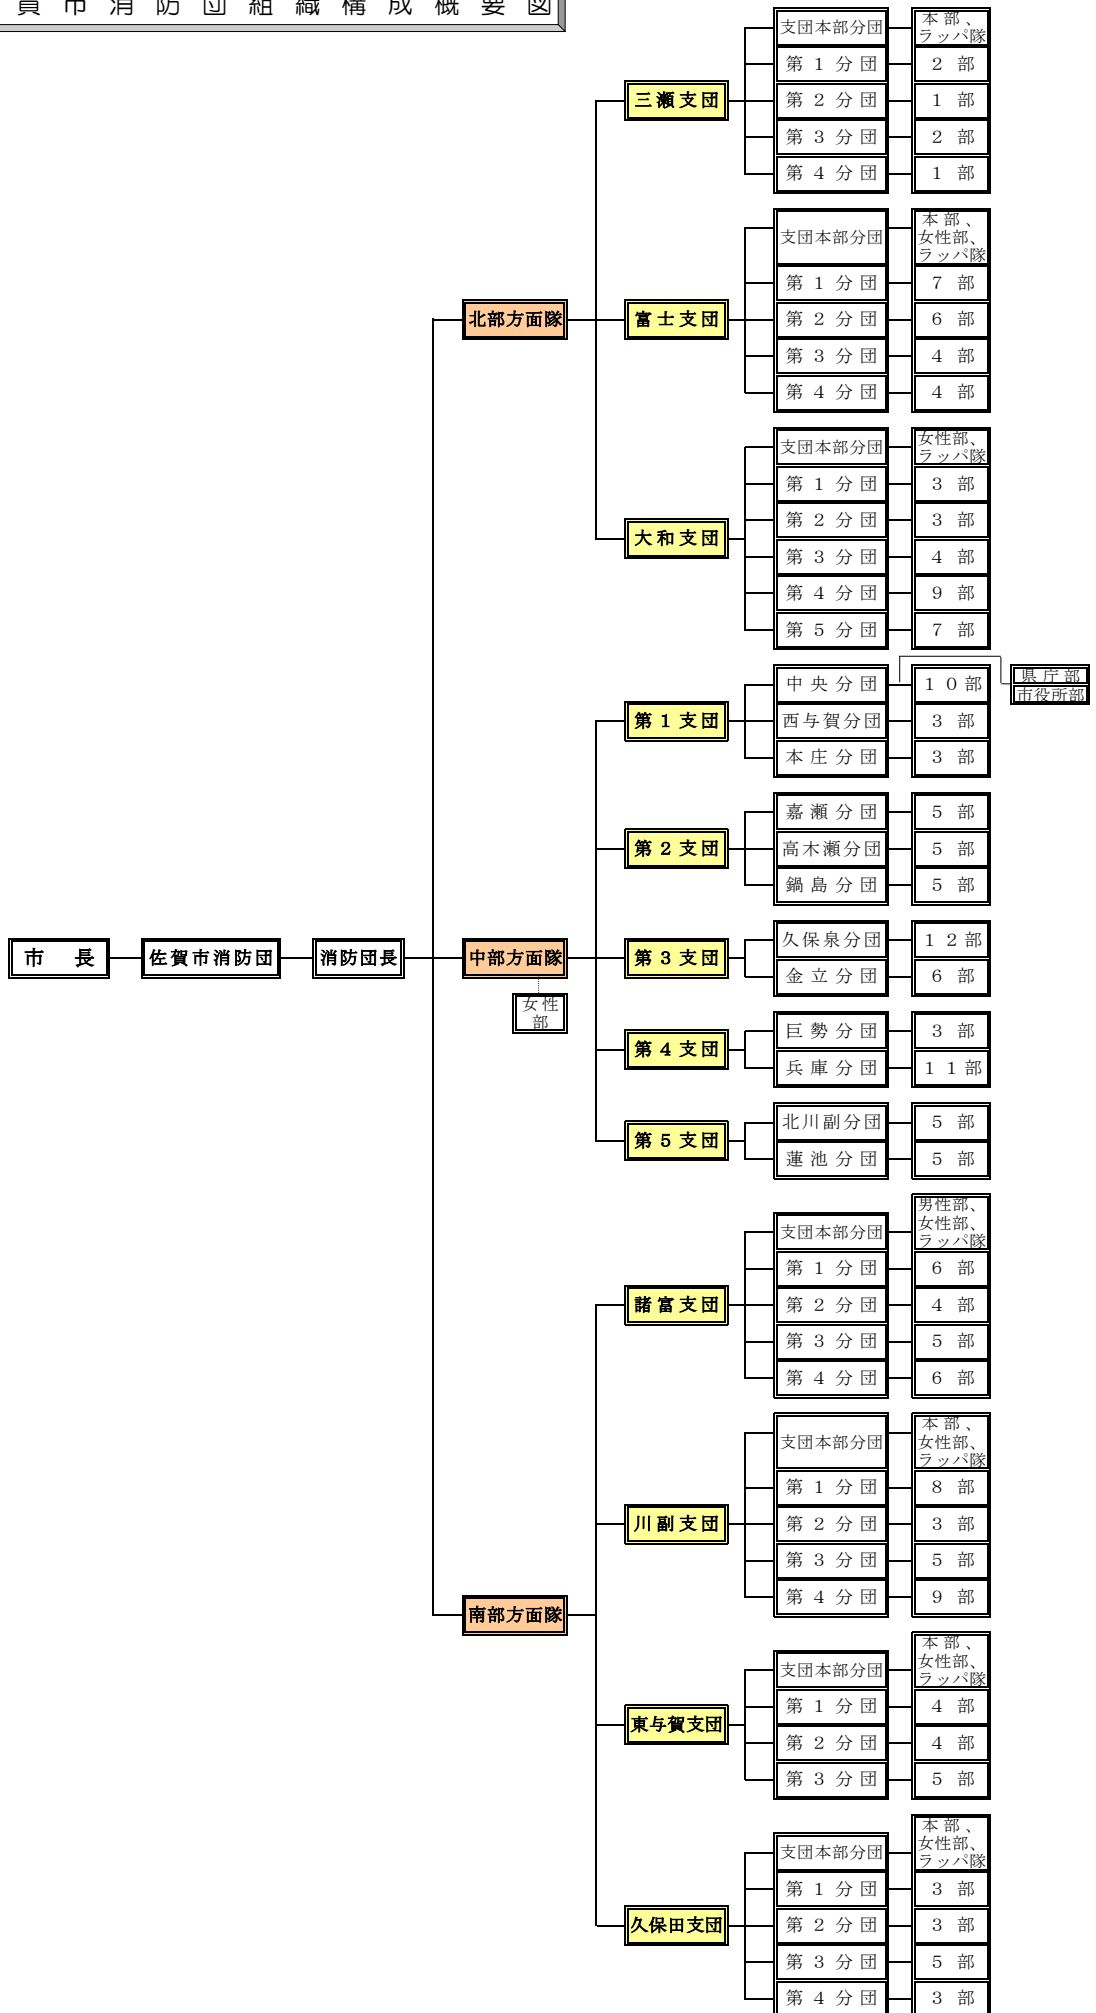 賀市消防団組織構成概要図
支団本部分団
本部、
ラッパ隊
第1分団
2部
三瀬支団
第2分団
1部
第3分団
2部
第4分団
1部
支団本部分団
本部、
女性部、
ラッパ隊
第1分団
7部
北部方面隊
富士支団
第2分団
6部
第3分団
4部
第4分団
4部
支団本部分団
女性部、
ラッパ隊
第1分団
3部
第2分団
3部
大和支団
第3分団
4部
第4分団
9部
第5分団
7部
中央分団
10部
県庁部
市役所部
第1支団
西与賀分団
3部
本庄分団
3部
嘉瀬分団
5部
第2支団
高木瀬分団
5部
鍋島分団
5部
市長
佐賀市消防団
消防団長
中部方面隊
女性
部
第3支団
久保泉分団
12部
金立分団
6部
第4支団
巨勢分団
3部
兵庫分団
11部
第5支団
北川副分団
5部
蓮池分団
5部
支団本部分団
男性部、
女性部、
ラッパ隊
第1分団
6部
諸富支団
第2分団
4部
第3分団
5部
第4分団
6部
支団本部分団
本部、
女性部、
ラッパ隊
第1分団
8部
川副支団
第2分団
3部
第3分団
5部
第4分団
9部
南部方面隊
支団本部分団
本部、
女性部、
ラッパ隊
第1分団
4部
東与賀支団
第2分団
4部
第3分団
5部
支団本部分団
本部、
女性部、
ラッパ隊
第1分団
3部
久保田支団
第2分団
3部
第3分団
5部
第4分団
3部